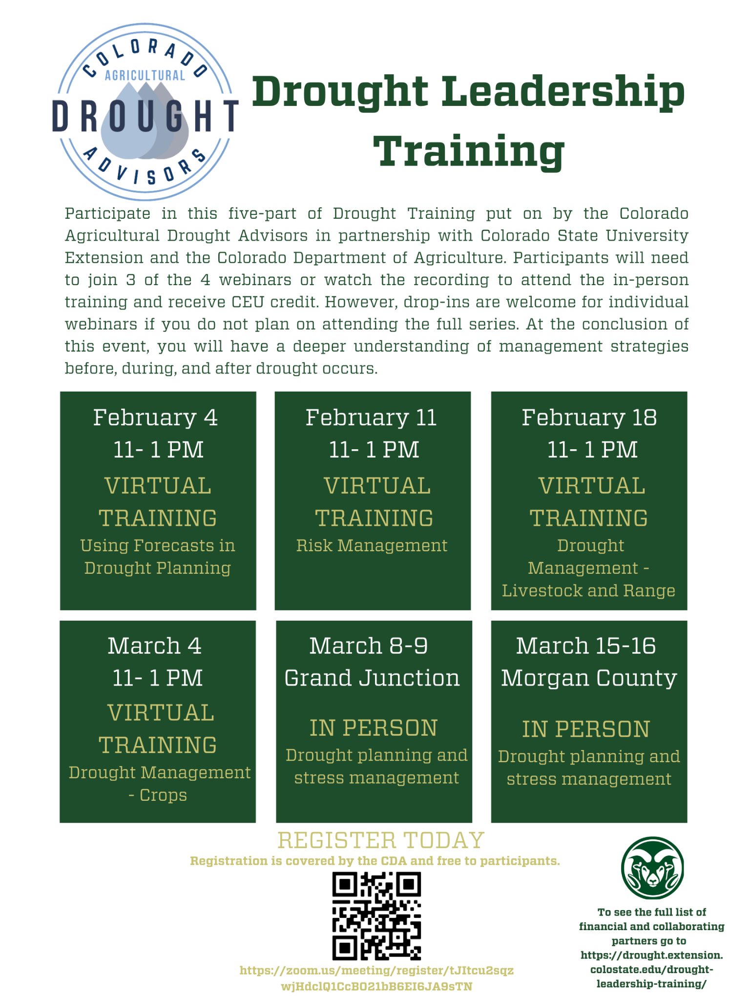 COLORADO
AGRICULTURAL
DROUGHT
ADVISORS
Drought Leadership
Training
Participate in this five-part of Drought Training put on by the Colorado
Agricultural Drought Advisors in partnership with Colorado State University
Extension and the Colorado Department of Agriculture. Participants will need
to join 3 of the 4 webinars or watch the recording to attend the in-person
training and receive CEU credit. However, drop-ins are welcome for individual
webinars if you do not plan on attending the full series. At the conclusion of
this event, you will have a deeper understanding of management strategies
before, during, and after drought occurs.
February 4
11- 1 PM
VIRTUAL
TRAINING
Using Forecasts in
Drought Planning
February 11
11- 1 PM
VIRTUAL
TRAINING
Risk Management
February 18
11- 1 PM
VIRTUAL
TRAINING
Drought
Management -
Livestock and Range
March 4
11- 1 PM
VIRTUAL
TRAINING
Drought Management
- Crops
March 8-9
Grand Junction
IN PERSON
Drought planning and
stress management
March 15-16
Morgan County
IN PERSON
Drought planning and
stress management
REGISTER TODAY
Registration is covered by the CDA and free to participants.
https://zoom.us/meeting/register/tJItcu2sqz
wjHdclQ1CcBO21bB6EI6JA9sTN
To see the full list of
financial and collaborating
partners go to
https://drought.extension.
colostate.edu/drought-
leadership-training/